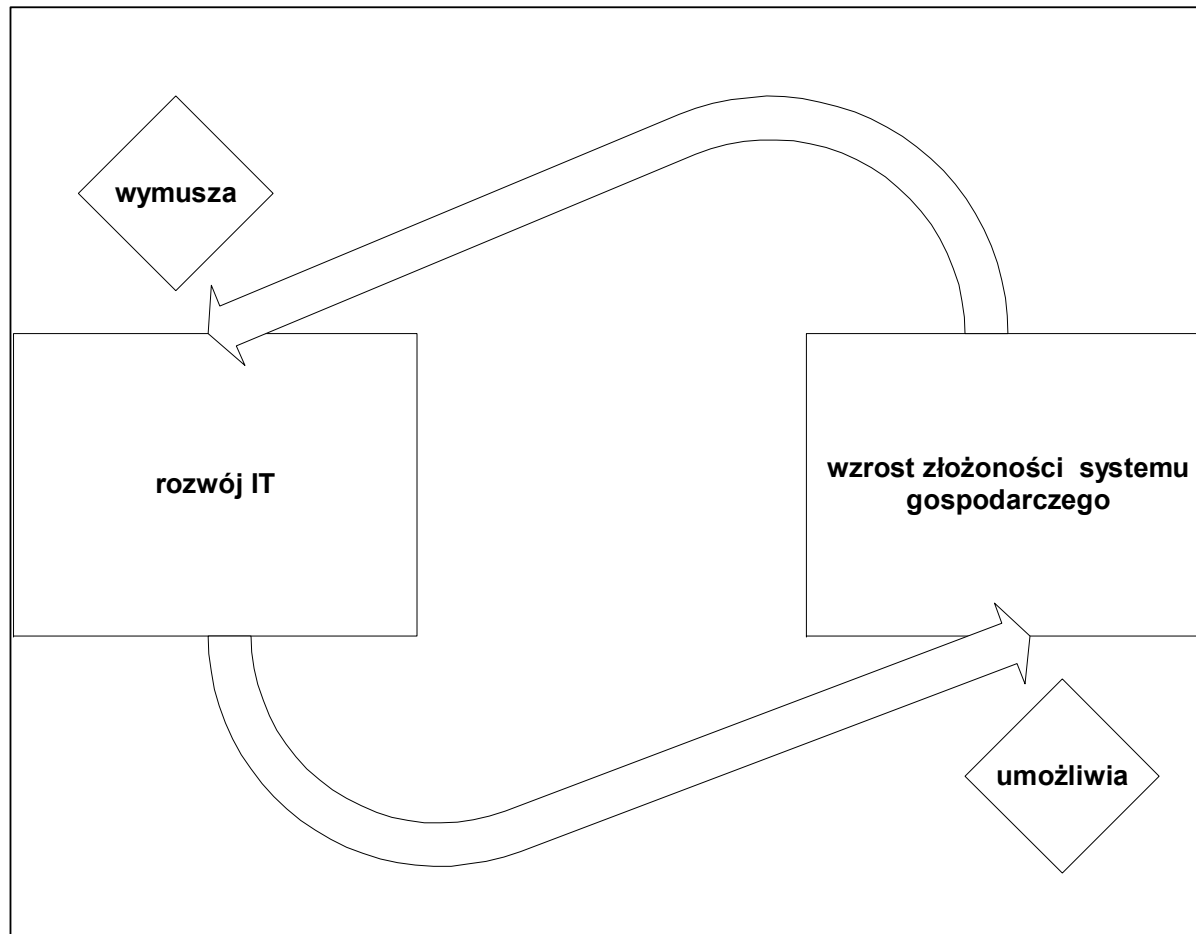 wymusza
rozwój IT
wzrost złożoności systemu
gospodarczego
umożliwia